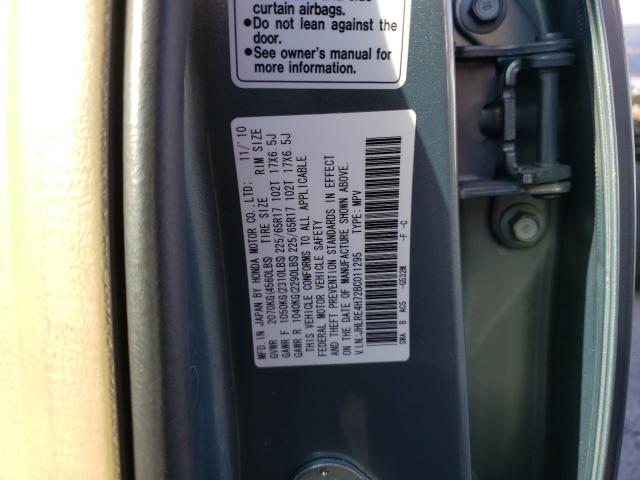 curtain airbags.
●Do not lean against the
door.
●See owner's manual for
more information.
MFD. IN JAPAN BY HONDA MOTOR CO., LTD: 11/'10
GVWR 2070KG(4560LBS) TIRE SIZE RIM SIZE
GAWR F 1050KG(2310LBS) 225/65R17 102T 17X6.5J
GAWR R 1040KG(2290LBS) 225/65R17 102T 17X6.5J
THIS VEHICLE CONFORMS TO ALL APPLICABLE
FEDERAL MOTOR VEHICLE SAFETY
AND THEFT PREVENTION STANDARDS IN EFFECT
ON THE DATE OF MANUFACTURE SHOWN ABOVE.
V.I.N:JHLRE4H72BC011295 TYPE: MPV
SWA B A05 -G532M -F -C